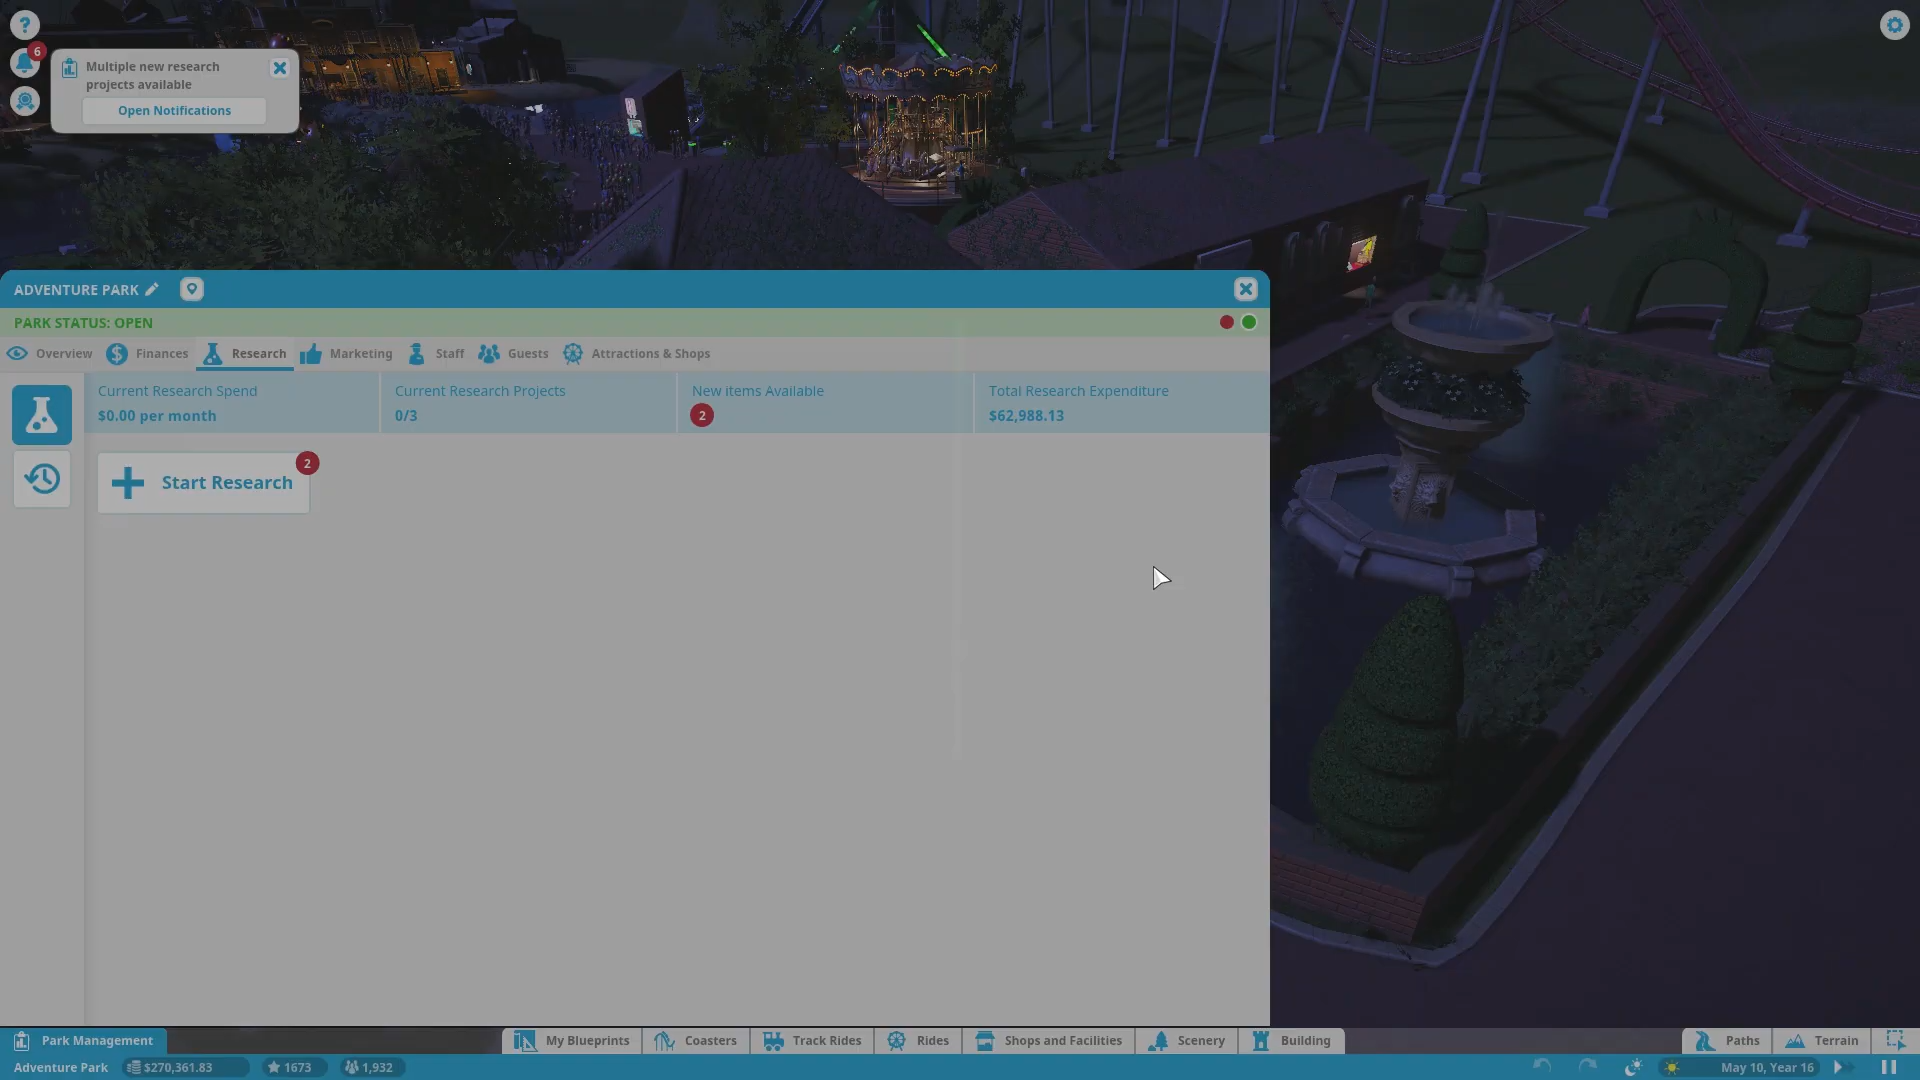 ?
6
Multiple new research
projects available
Open Notifications
ADVENTURE PARK
PARK STATUS: OPEN
Overview
Finances
Research
Marketing
Staff
Guests
Attractions & Shops
Current Research Spend
$0.00 per month
Current Research Projects
0/3
New items Available
2
Total Research Expenditure
$62,988.13
Start Research
2
Park Management
My Blueprints
Coasters
Track Rides
Rides
Shops and Facilities
Scenery
Building
Paths
Terrain
Adventure Park
$270,361.83
1673
1,932
May 10, Year 16